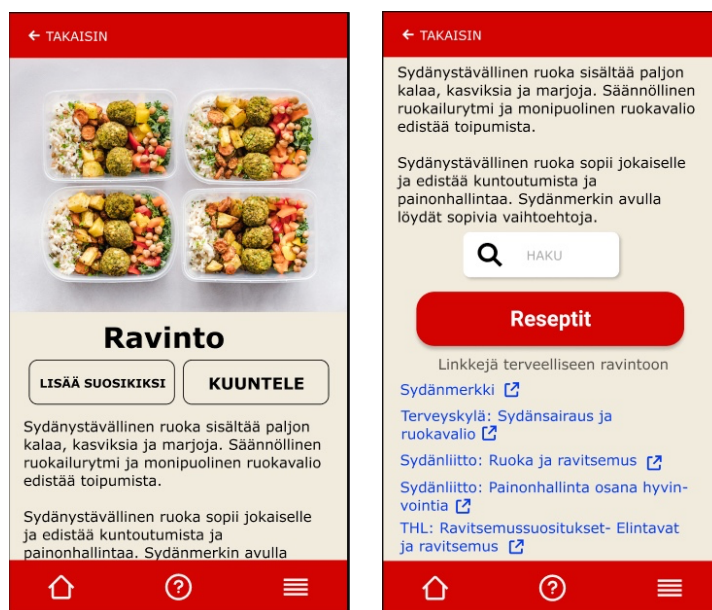 ← TAKAISIN
Ravinto
LISÄÄ SUOSIKIKSI
KUUNTELE
Sydänystävällinen ruoka sisältää paljon
kalaa, kasviksia ja marjoja. Säännöllinen
ruokailurytmi ja monipuolinen ruokavalio
edistää toipumista.
Sydänystävällinen ruoka sopii jokaiselle
ja edistää kuntoutumista ja
painonhallintaa. Sydänmerkin avulla
← TAKAISIN
Sydänystävällinen ruoka sisältää paljon
kalaa, kasviksia ja marjoja. Säännöllinen
ruokailurytmi ja monipuolinen ruokavalio
edistää toipumista.
Sydänystävällinen ruoka sopii jokaiselle
ja edistää kuntoutumista ja
painonhallintaa. Sydänmerkin avulla
löydät sopivia vaihtoehtoja.
HAKU
Reseptit
Linkkejä terveelliseen ravintoon
Sydänmerkki
Terveyskylä: Sydänsairaus ja
ruokavalio
Sydänliitto: Ruoka ja ravitsemus
Sydänliitto: Painonhallinta osana hyvin-
vointia
THL: Ravitsemussuositukset- Elintavat
ja ravitsemus